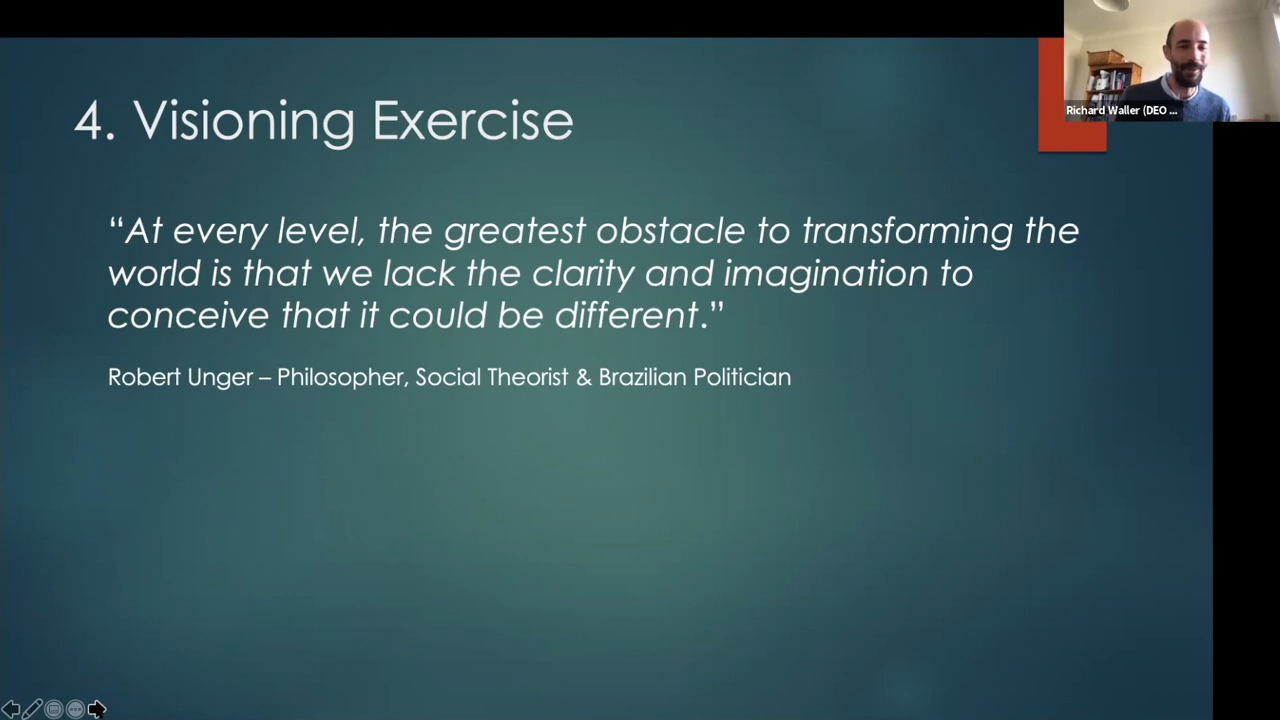 4. Visioning Exercise
“At every level, the greatest obstacle to transforming the
world is that we lack the clarity and imagination to
conceive that it could be different.”
Robert Unger – Philosopher, Social Theorist & Brazilian Politician
Richard Waller (DEO ...